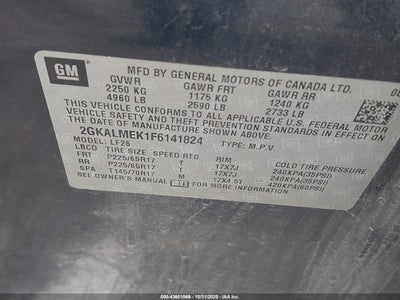 GM
MFD BY GENERAL MOTORS OF CANADA LTD.
GVWR GAWR FRT GAWR RR
2250 KG 1175 KG 1240 KG
4960 LB 2590 LB 2733 LB
THIS VEHICLE CONFORMS TO ALL APPLICABLE U.S. FEDERAL MOTOR
VEHICLE SAFETY AND THEFT PREVENTION STANDARDS IN EFFECT ON
THE DATE OF MANUFACTURE SHOWN ABOVE.
2GKALMEK1F6141824 TYPE: M.P.V.
MODEL: LF26
LBCD TIRE SIZE SPEED RTG RIM COLD TIRE PRESSURE
FRT P225/65R17 T 17X7J 240KPA(35PSI)
RR P225/65R17 T 17X7J 240KPA(35PSI)
SPA T145/70R17 M 17X4.5T 420KPA(60PSI)
SEE OWNER'S MANUAL FOR MORE INFORMATION.
000-43601066 - 10/31/2025 - IAA Inc.